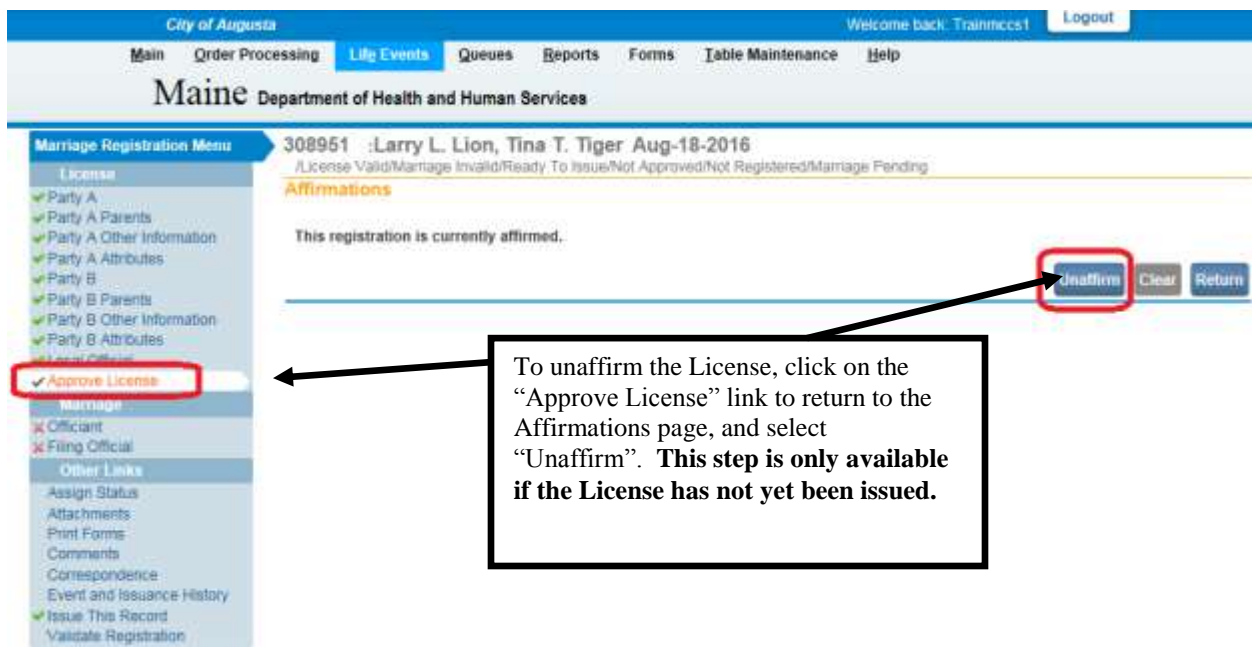 City of Augusta
Welcome back: Trainmccs1
Logout
Main Order Processing Life Events Queues Reports Forms Table Maintenance Help
Maine Department of Health and Human Services
Marriage Registration Menu
308951 :Larry L. Lion, Tina T. Tiger Aug-18-2016
/License Valid/Marriage Invalid/Ready To Issue/Not Approved/Not Registered/Marriage Pending
Affirmations
This registration is currently affirmed.
Unaffirm Clear Return
License
Party A
Party A Parents
Party A Other Information
Party A Attributes
Party B
Party B Parents
Party B Other Information
Party B Attributes
Local Official
Approve License
Marriage
Officiant
Filing Official
Other Links
Assign Status
Attachments
Print Forms
Comments
Correspondence
Event and Issuance History
Issue This Record
Validate Registration
To unaffirm the License, click on the
“Approve License” link to return to the
Affirmations page, and select
“Unaffirm”. This step is only available
if the License has not yet been issued.